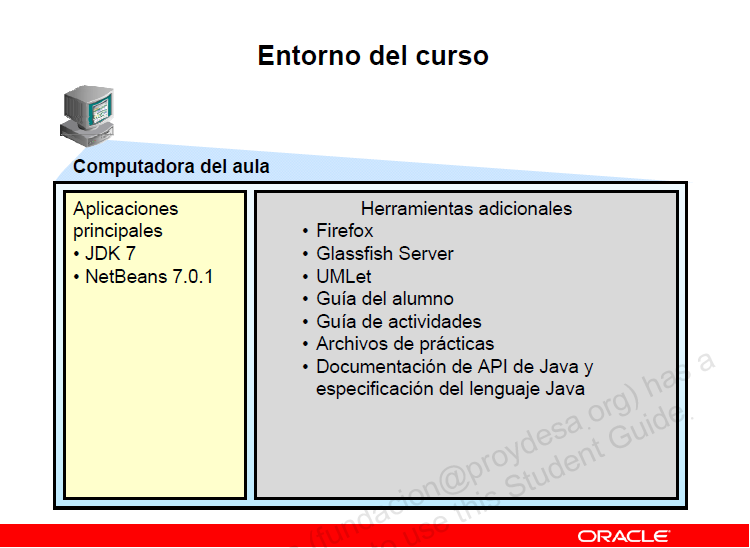 Entorno del curso
Computadora del aula
Aplicaciones
principales
• JDK 7
• NetBeans 7.0.1
Herramientas adicionales
• Firefox
• Glassfish Server
• UMLet
• Guía del alumno
• Guía de actividades
• Archivos de prácticas
• Documentación de API de Java y
especificación del lenguaje Java
(fundacion@proydesa.org) has a
to use this Student Guide.
ORACLE